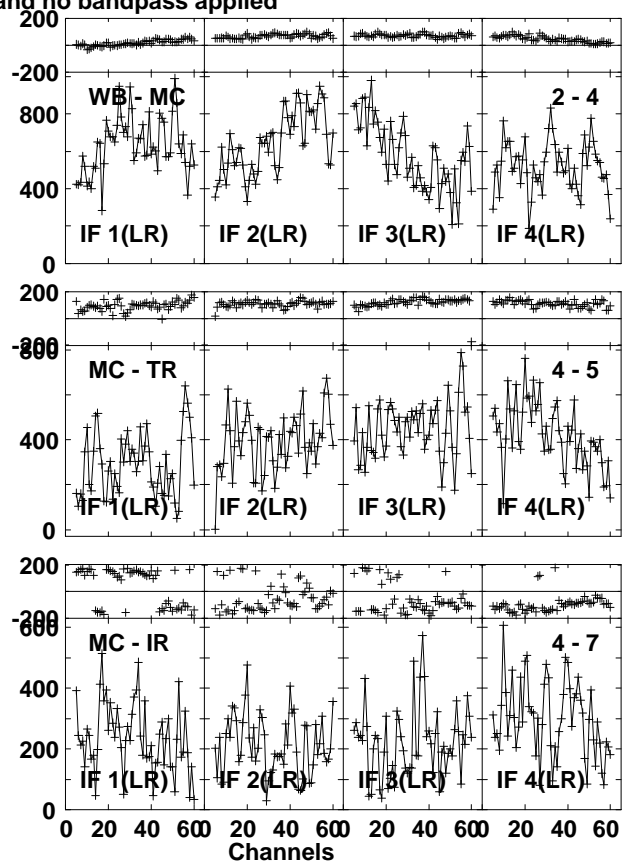 and no bandpass applied
200
-200
WB - MC
2 - 4
800
400
0
IF 1(LR)
IF 2(LR)
IF 3(LR)
IF 4(LR)
200
-200
800
MC - TR
4 - 5
400
0
IF 1(LR)
IF 2(LR)
IF 3(LR)
IF 4(LR)
200
-200
600
MC - IR
4 - 7
400
200
0
IF 1(LR)
IF 2(LR)
IF 3(LR)
IF 4(LR)
0 20 40 60 0 20 40 60 0 20 40 60 0 20 40 60
Channels